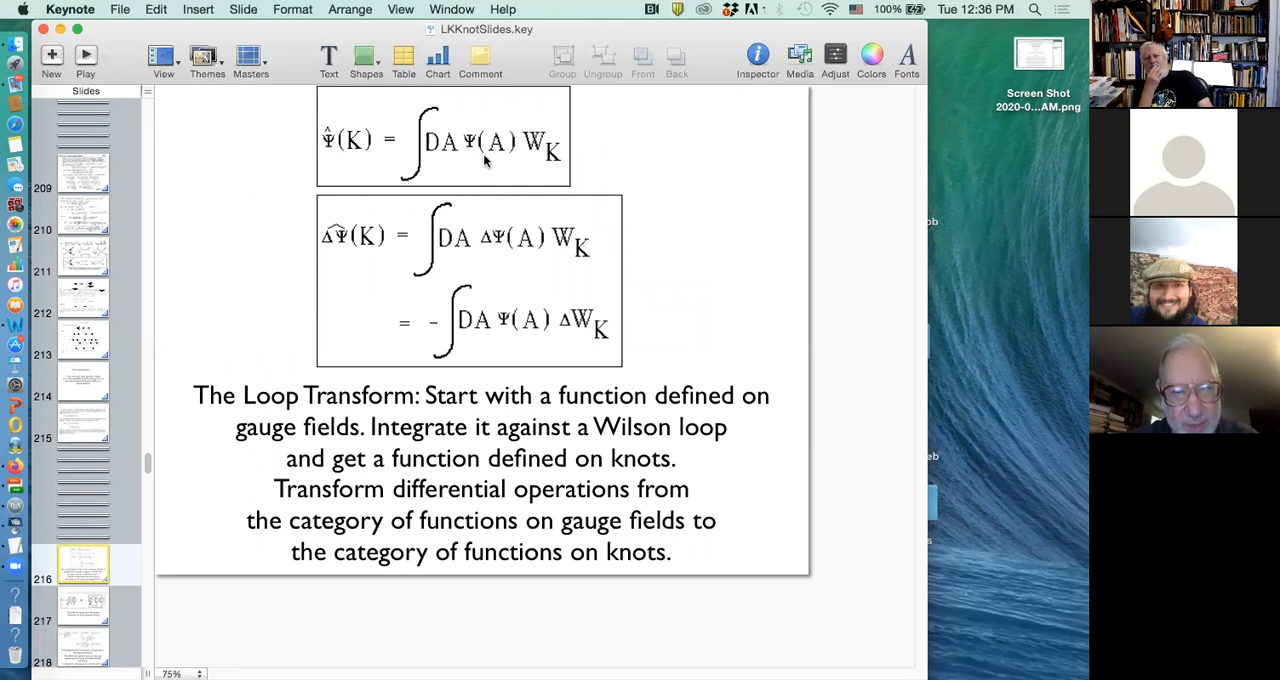 Keynote File Edit Insert Slide Format Arrange View Window Help 100% Tue 12:36 PM
LKKnotSlides.key
New Play View Themes Masters Text Shapes Table Chart Comment Group Ungroup Front Back Inspector Media Adjust Colors Fonts
Slides
209
210
211
212
213
214
215
216
217
218
Ψ̂(K) = ∫DA Ψ(A) W_K
Δ̂Ψ(K) = ∫DA ΔΨ(A) W_K
= - ∫DA Ψ(A) ΔW_K
The Loop Transform: Start with a function defined on
gauge fields. Integrate it against a Wilson loop
and get a function defined on knots.
Transform differential operations from
the category of functions on gauge fields to
the category of functions on knots.
75%
Screen Shot
2020-0...AM.png
ob
eb
s